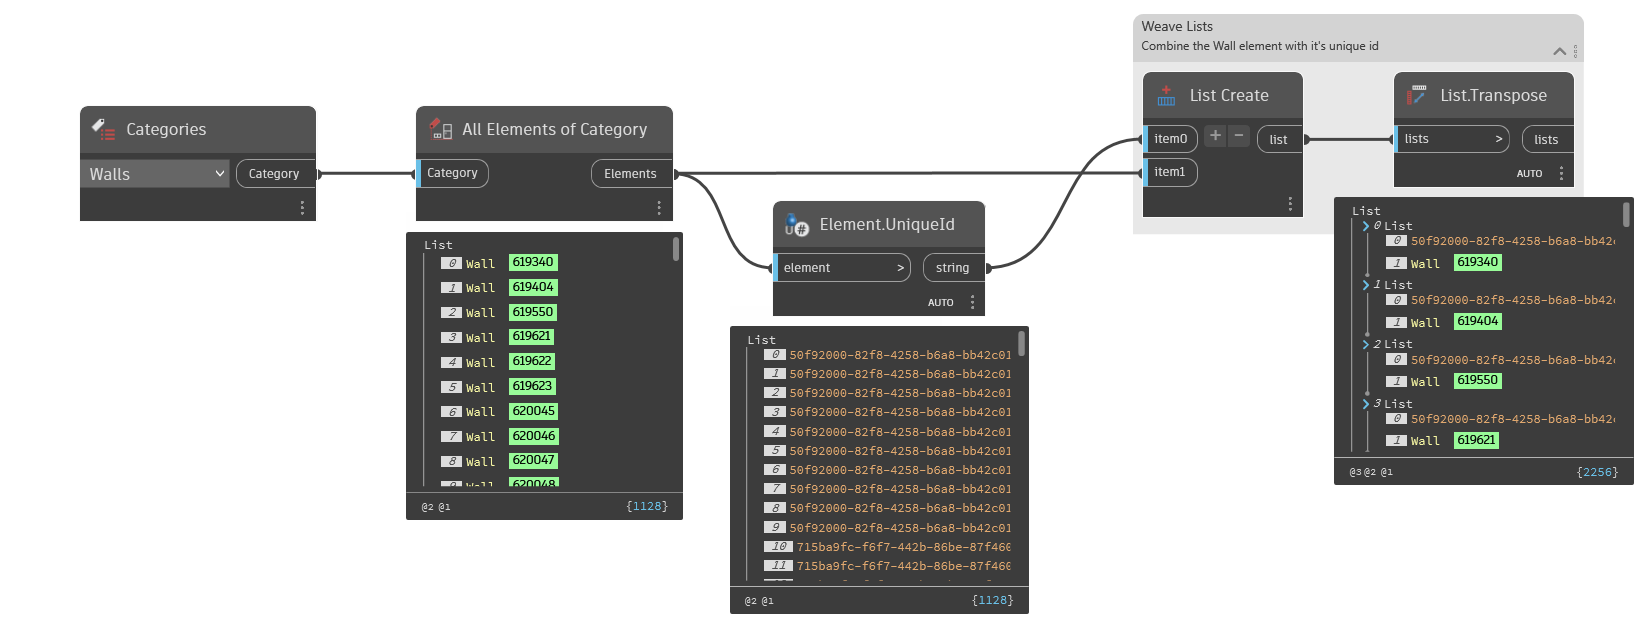 Weave Lists
Combine the Wall element with it's unique id
Categories
Walls
Category
All Elements of Category
Category
Elements
List
0 Wall 619340
1 Wall 619404
2 Wall 619550
3 Wall 619621
4 Wall 619622
5 Wall 619623
6 Wall 620045
7 Wall 620046
8 Wall 620047
9 Wall 620048
@2 @1 {1128}
Element.UniqueId
element >
string
AUTO
List
0 50f92000-82f8-4258-b6a8-bb42c01
1 50f92000-82f8-4258-b6a8-bb42c01
2 50f92000-82f8-4258-b6a8-bb42c01
3 50f92000-82f8-4258-b6a8-bb42c01
4 50f92000-82f8-4258-b6a8-bb42c01
5 50f92000-82f8-4258-b6a8-bb42c01
6 50f92000-82f8-4258-b6a8-bb42c01
7 50f92000-82f8-4258-b6a8-bb42c01
8 50f92000-82f8-4258-b6a8-bb42c01
9 50f92000-82f8-4258-b6a8-bb42c01
10 715ba9fc-f6f7-442b-86be-87f460
11 715ba9fc-f6f7-442b-86be-87f460
@2 @1 {1128}
List Create
item0 + - list
item1
List.Transpose
lists > lists
AUTO
List
0 List
0 50f92000-82f8-4258-b6a8-bb42c
1 Wall 619340
1 List
0 50f92000-82f8-4258-b6a8-bb42c
1 Wall 619404
2 List
0 50f92000-82f8-4258-b6a8-bb42c
1 Wall 619550
3 List
0 50f92000-82f8-4258-b6a8-bb42c
1 Wall 619621
@3 @2 @1 {2256}